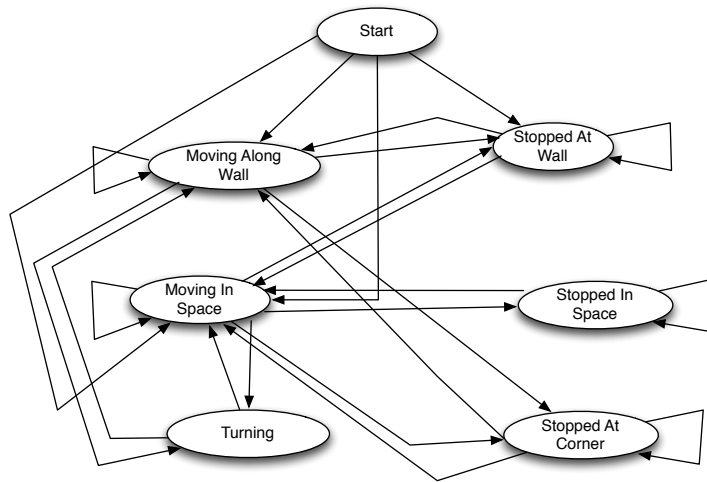 Start
Moving Along
Wall
Stopped At
Wall
Moving In
Space
Stopped In
Space
Turning
Stopped At
Corner